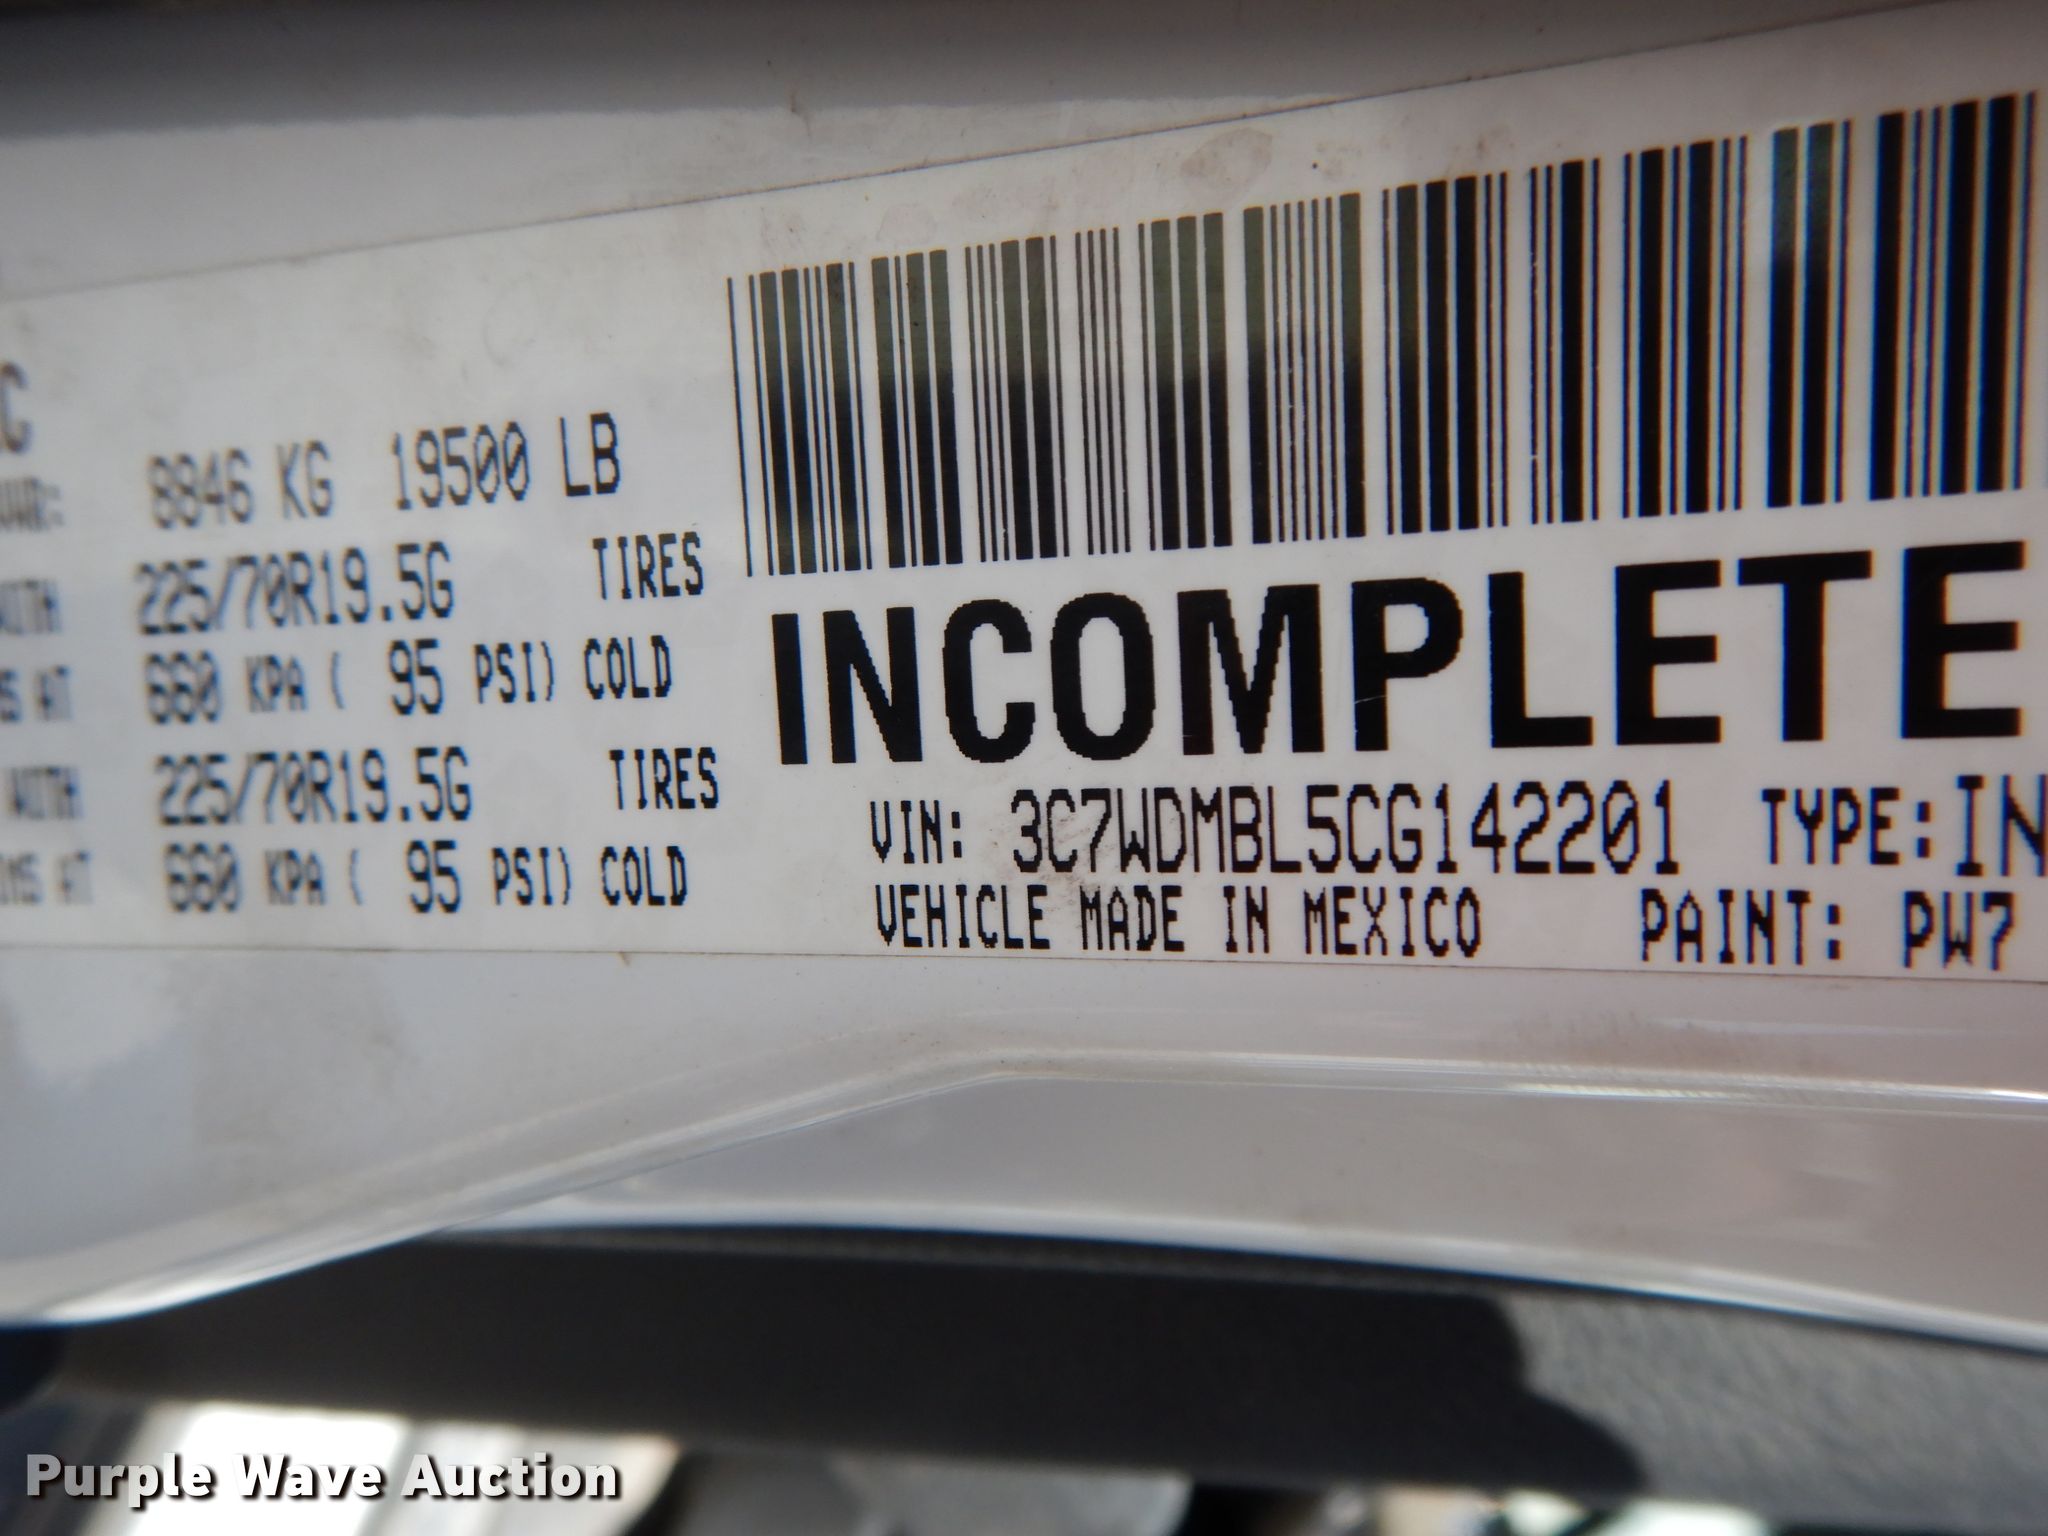 8846 KG 19500 LB
225/70R19.5G TIRES
660 KPA ( 95 PSI) COLD
WITH 225/70R19.5G TIRES
660 KPA ( 95 PSI) COLD
INCOMPLETE
VIN: 3C7WDMBL5CG142201 TYPE: IN
VEHICLE MADE IN MEXICO PAINT: PW7
Purple Wave Auction